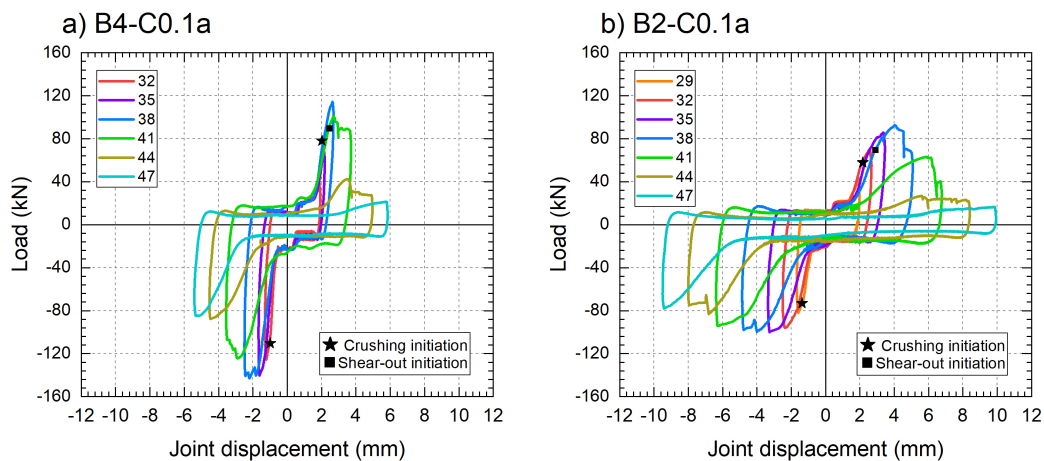 a) B4-C0.1a
160
120
80
40
0
-40
-80
-120
-160
Load (kN)
32
35
38
41
44
47
Crushing initiation
Shear-out initiation
-12 -10 -8 -6 -4 -2 0 2 4 6 8 10 12
Joint displacement (mm)
b) B2-C0.1a
160
120
80
40
0
-40
-80
-120
-160
Load (kN)
29
32
35
38
41
44
47
Crushing initiation
Shear-out initiation
-12 -10 -8 -6 -4 -2 0 2 4 6 8 10 12
Joint displacement (mm)